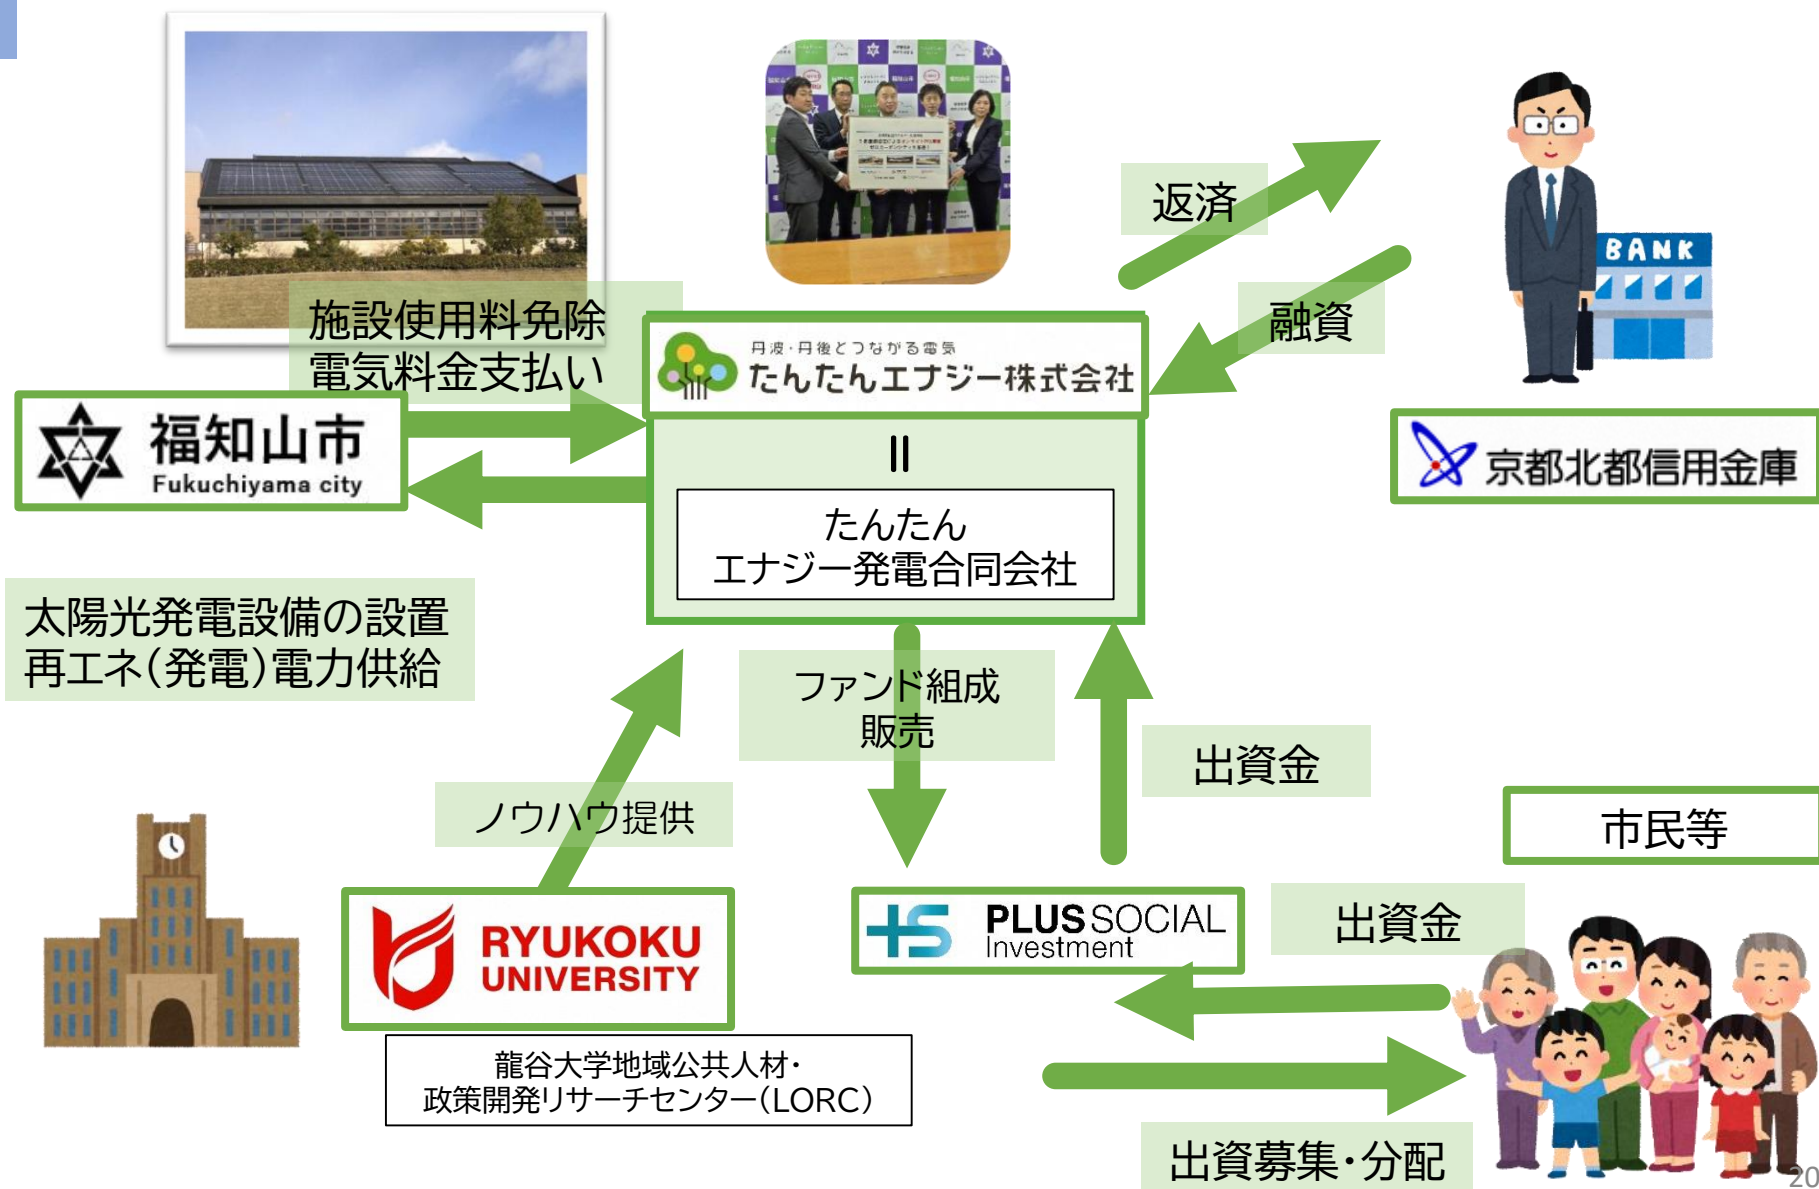 返済
BANK
融資
施設使用料免除
電気料金支払い
丹波・丹後とつながる電気
たんたんエナジー株式会社
福知山市
Fukuchiyama city
=
たんたん
エナジー発電合同会社
京都北都信用金庫
太陽光発電設備の設置
再エネ(発電)電力供給
ファンド組成
販売
出資金
ノウハウ提供
市民等
RYUKOKU
UNIVERSITY
PLUS SOCIAL
Investment
出資金
龍谷大学地域公共人材・
政策開発リサーチセンター(LORC)
出資募集・分配
20